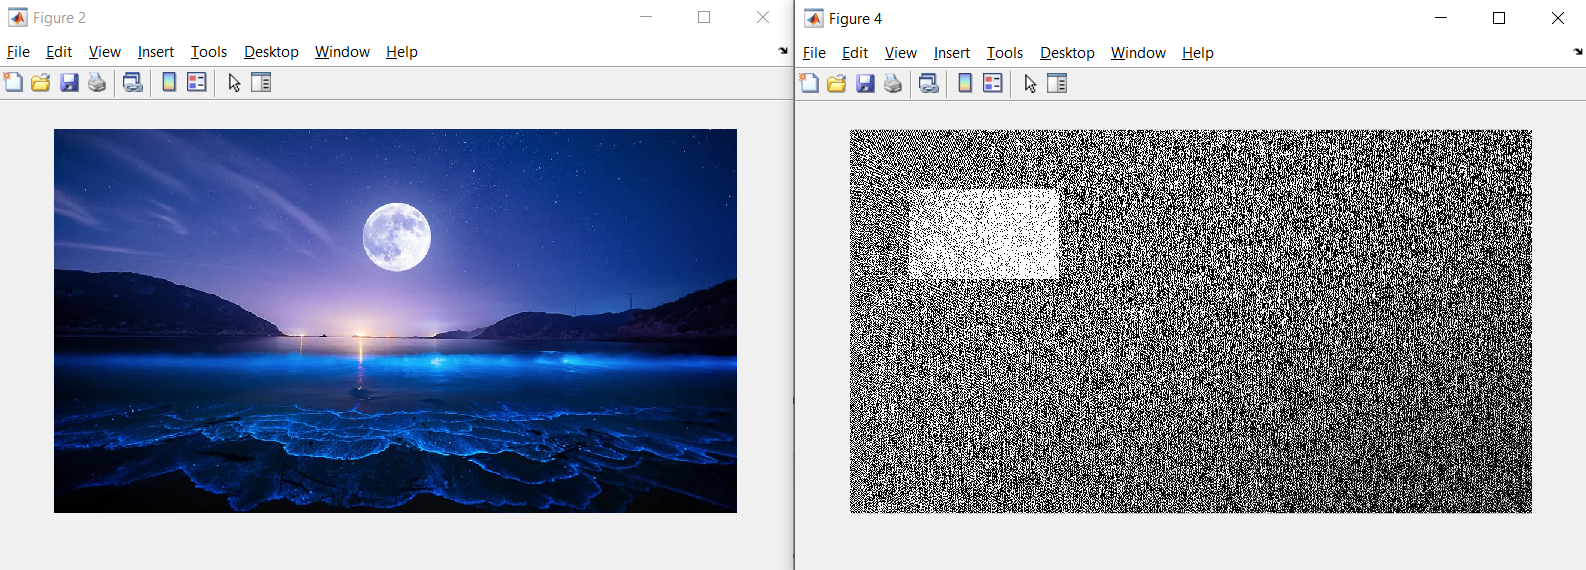 Figure 2
File Edit View Insert Tools Desktop Window Help
Figure 4
File Edit View Insert Tools Desktop Window Help